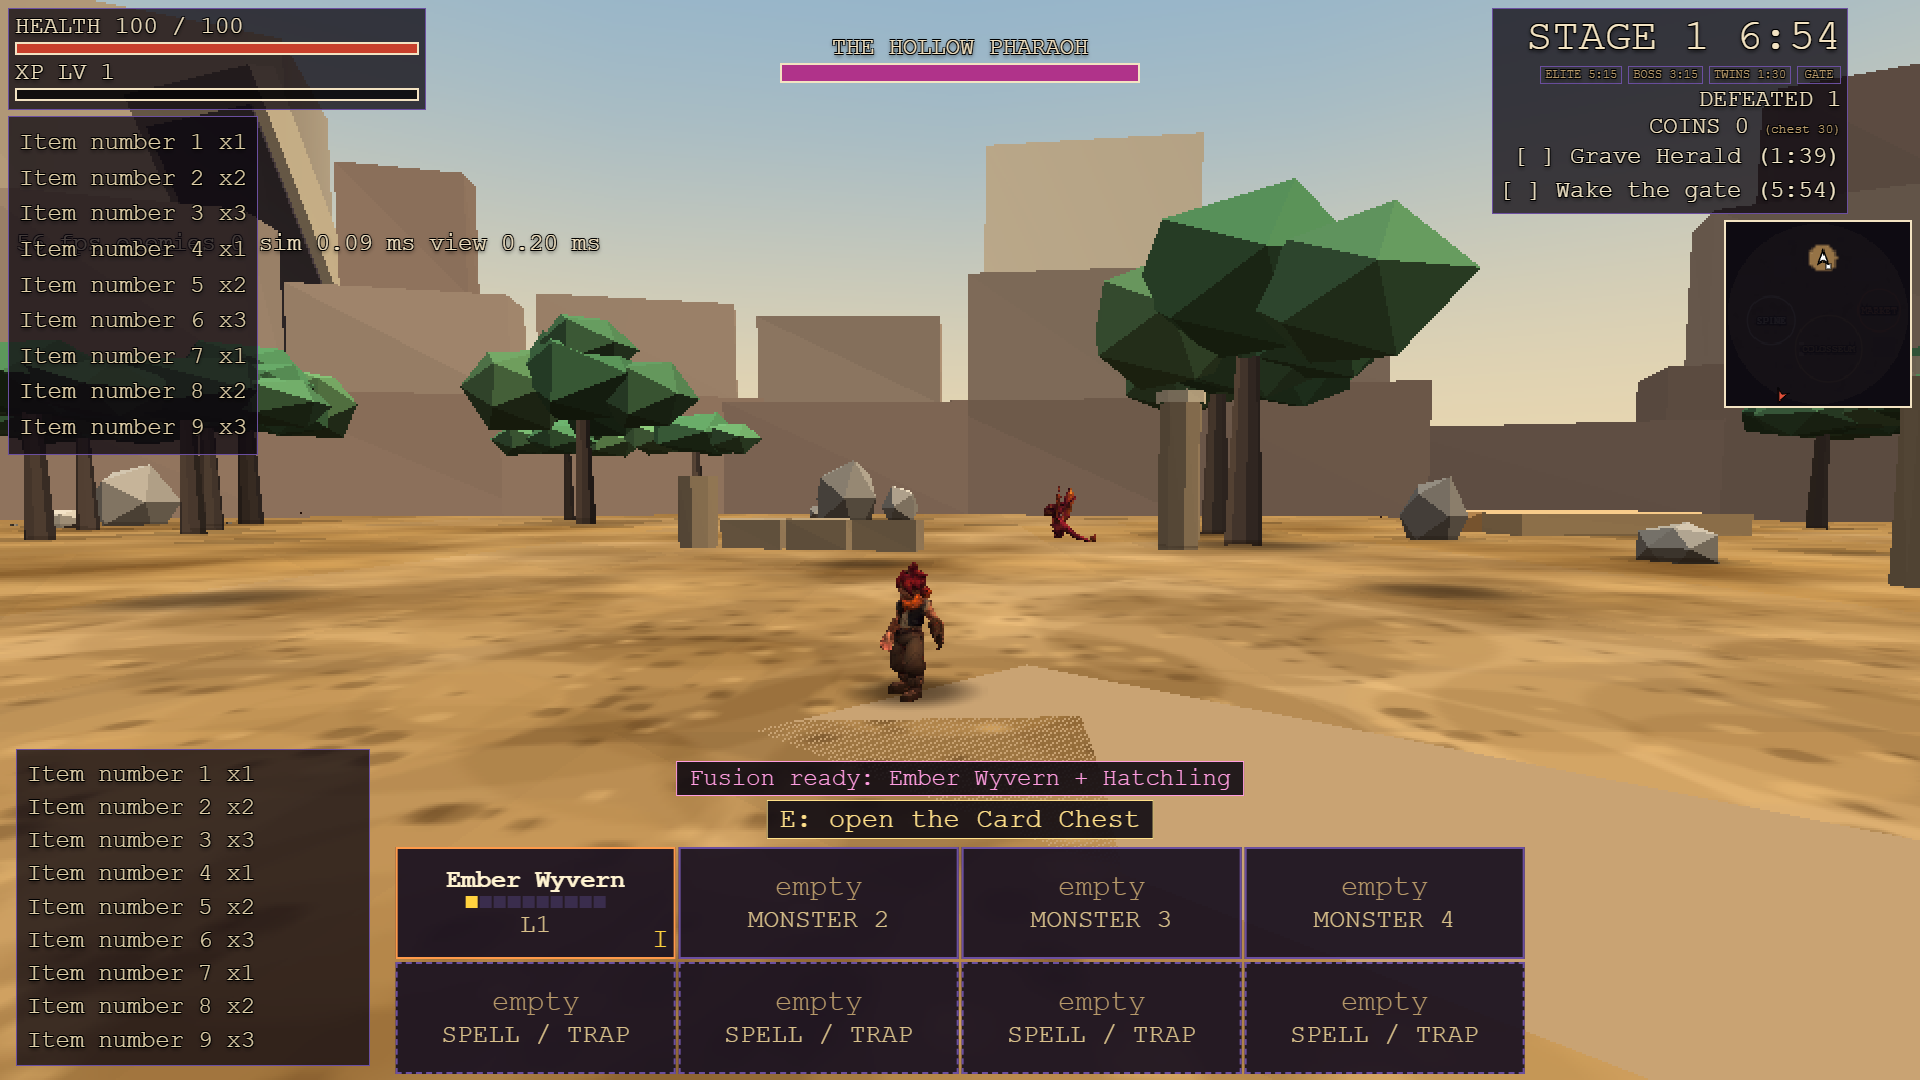 HEALTH 100 / 100
XP LV 1
THE HOLLOW PHARAOH
STAGE 1 6:54
ELITE 5:15 BOSS 3:15 TWINS 1:30 GATE
DEFEATED 1
COINS 0 (chest 30)
[ ] Grave Herald (1:39)
[ ] Wake the gate (5:54)
Item number 1 x1
Item number 2 x2
Item number 3 x3
sim 0.09 ms view 0.20 ms
Item number 4 x1
Item number 5 x2
Item number 6 x3
Item number 7 x1
Item number 8 x2
Item number 9 x3
Item number 1 x1
Item number 2 x2
Item number 3 x3
Item number 4 x1
Item number 5 x2
Item number 6 x3
Item number 7 x1
Item number 8 x2
Item number 9 x3
Fusion ready: Ember Wyvern + Hatchling
E: open the Card Chest
Ember Wyvern
L1
I
empty
MONSTER 2
empty
MONSTER 3
empty
MONSTER 4
empty
SPELL / TRAP
empty
SPELL / TRAP
empty
SPELL / TRAP
empty
SPELL / TRAP